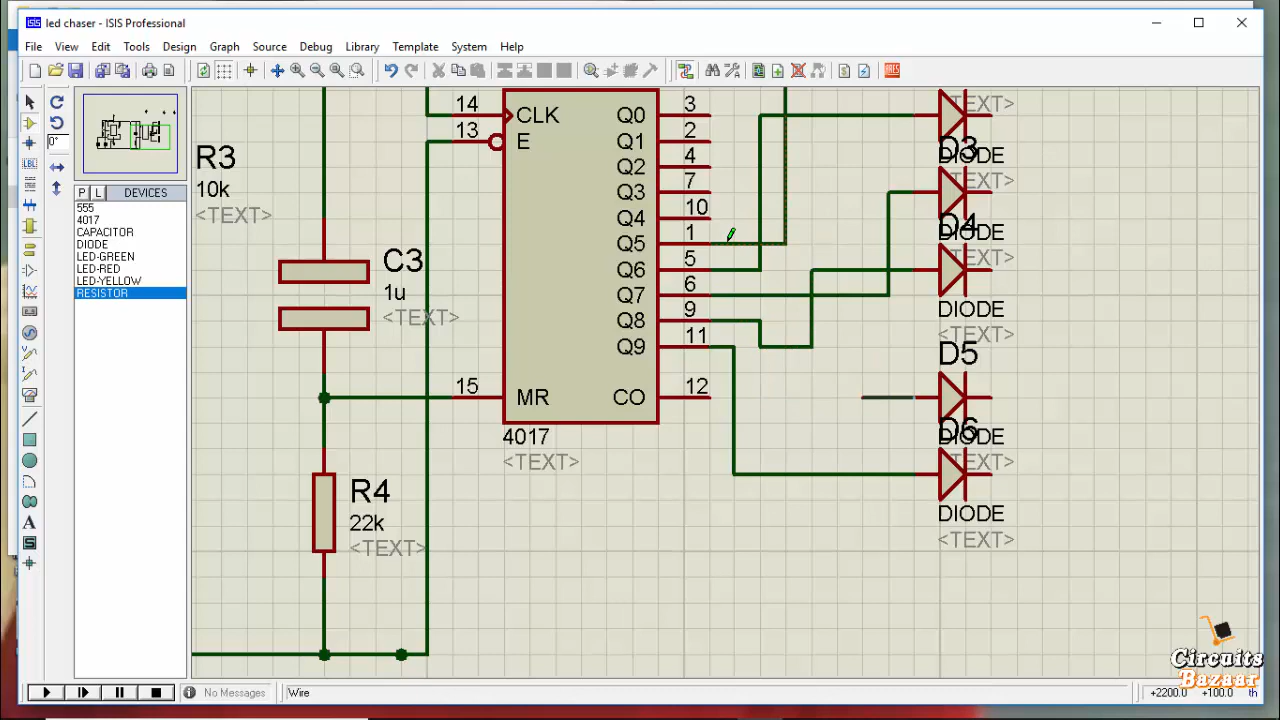 led chaser - ISIS Professional
File View Edit Tools Design Graph Source Debug Library Template System Help
0°
P L DEVICES
555
4017
CAPACITOR
DIODE
LED-GREEN
LED-RED
LED-YELLOW
RESISTOR
R3
10k
<TEXT>
C3
1u
<TEXT>
R4
22k
<TEXT>
14 CLK Q0 3
13 E Q1 2
Q2 4
Q3 7
Q4 10
Q5 1
Q6 5
Q7 6
Q8 9
Q9 11
15 MR CO 12
4017
<TEXT>
<TEXT>
D3
DIODE
<TEXT>
D4
DIODE
<TEXT>
DIODE
<TEXT>
D5
D6
DIODE
<TEXT>
DIODE
<TEXT>
Circuits
Bazaar
No Messages Wire +2200.0 +100.0 th